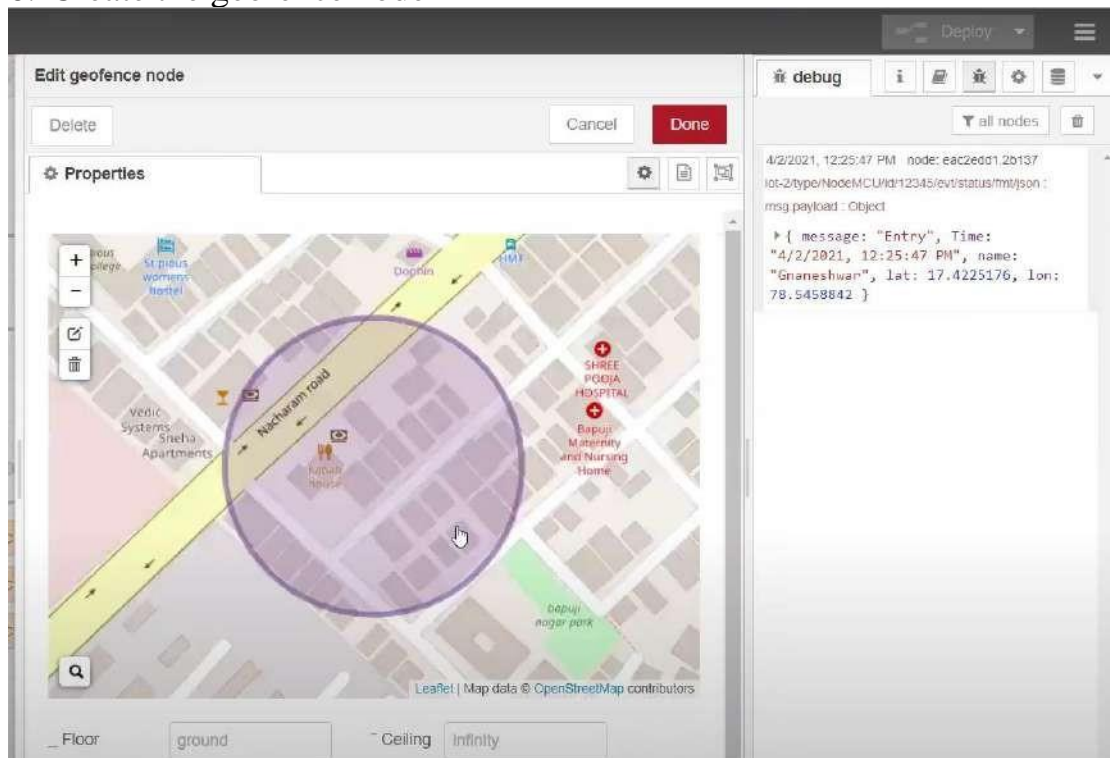 Deploy
Edit geofence node
Delete
Cancel
Done
Properties
debug
i
all nodes
4/2/2021, 12:25:47 PM node: eac2edd1.2b137
iot-2/type/NodeMCU/id/12345/evt/status/fmt/json :
msg.payload : Object
{ message: "Entry", Time:
"4/2/2021, 12:25:47 PM", name:
"Gnaneshwar", lat: 17.4225176, lon:
78.5458842 }
+
−
St pious
womens
hostel
Dolphin
HMT
SHREE
POOJA
HOSPITAL
Bapuji
Maternity
and Nursing
Home
Nacharam road
Vedic
Systems
Sneha
Apartments
house
bapuji
nagar park
Leaflet | Map data © OpenStreetMap contributors
Floor
ground
Ceiling
infinity